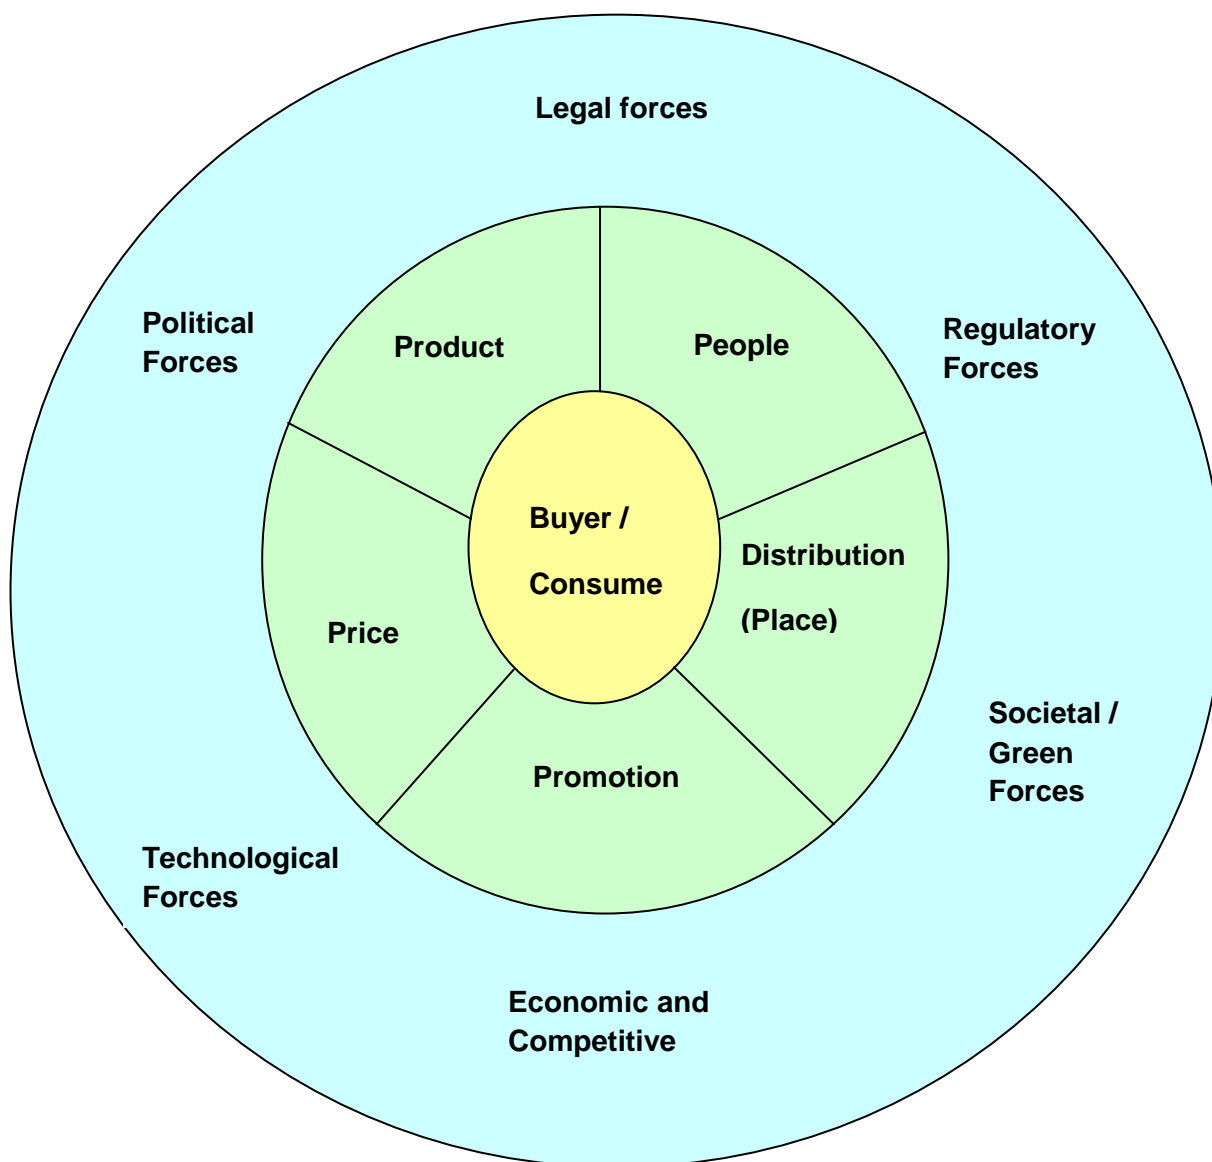 Legal forces
Political
Forces
Product
People
Regulatory
Forces
Buyer /
Consume
Distribution
(Place)
Price
Promotion
Societal /
Green
Forces
Technological
Forces
Economic and
Competitive